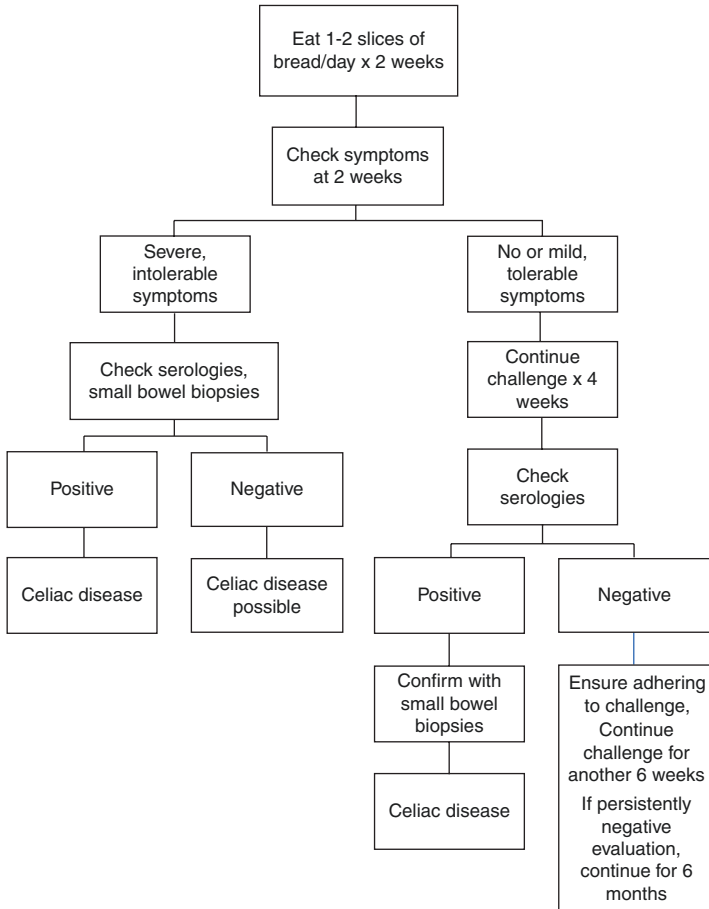 Eat 1-2 slices of
bread/day x 2 weeks
Check symptoms
at 2 weeks
Severe,
intolerable
symptoms
No or mild,
tolerable
symptoms
Check serologies,
small bowel biopsies
Continue
challenge x 4
weeks
Positive
Negative
Check
serologies
Celiac disease
Celiac disease
possible
Positive
Negative
Confirm with
small bowel
biopsies
Celiac disease
Ensure adhering
to challenge,
Continue
challenge for
another 6 weeks
If persistently
negative
evaluation,
continue for 6
months